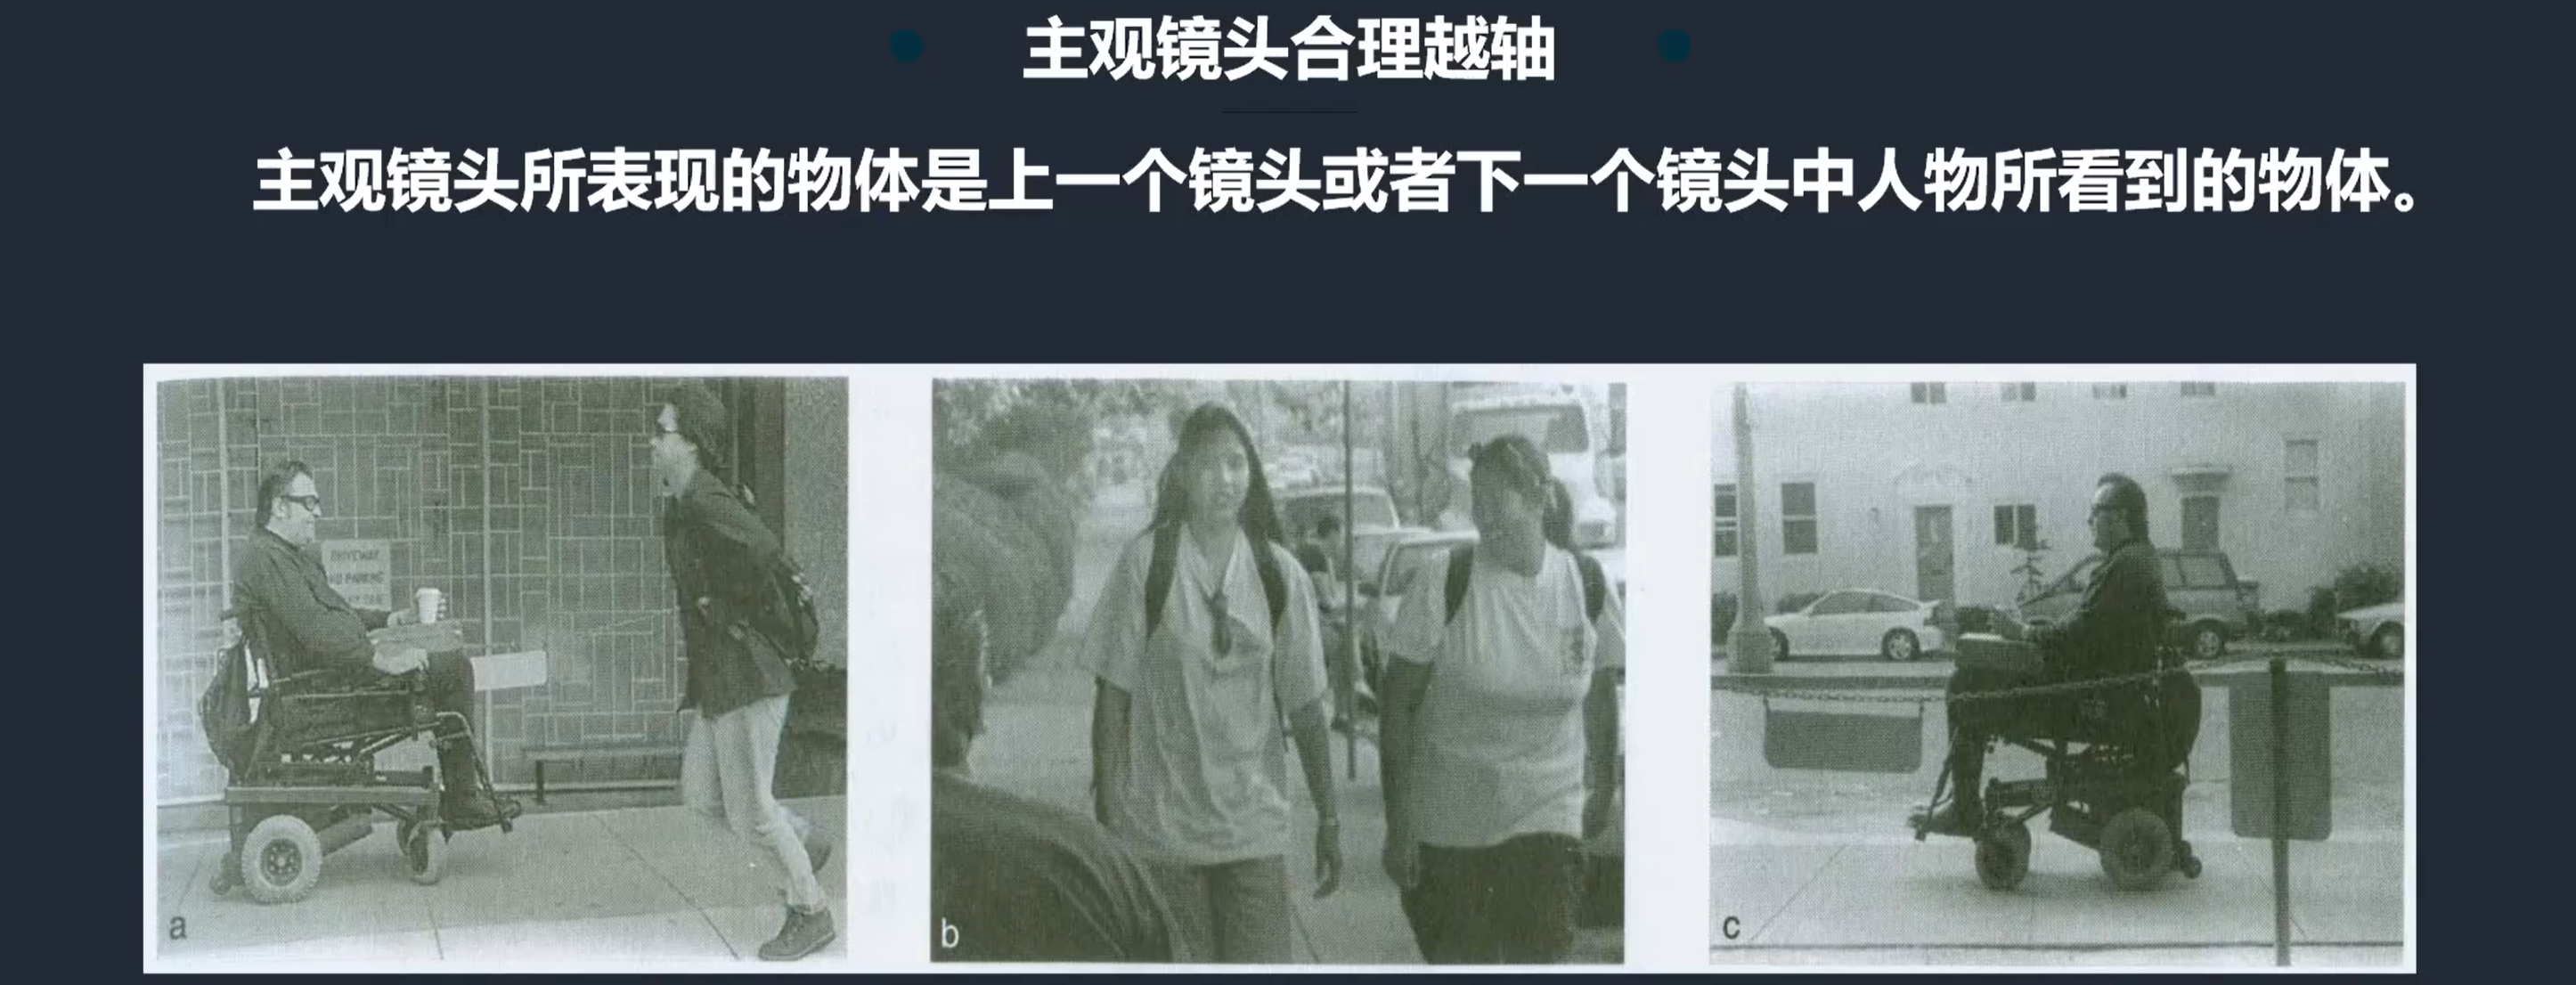 主观镜头合理越轴
主观镜头所表现的物体是上一个镜头或者下一个镜头中人物所看到的物体。
DRIVEWAY
NO PARKING
a
b
c